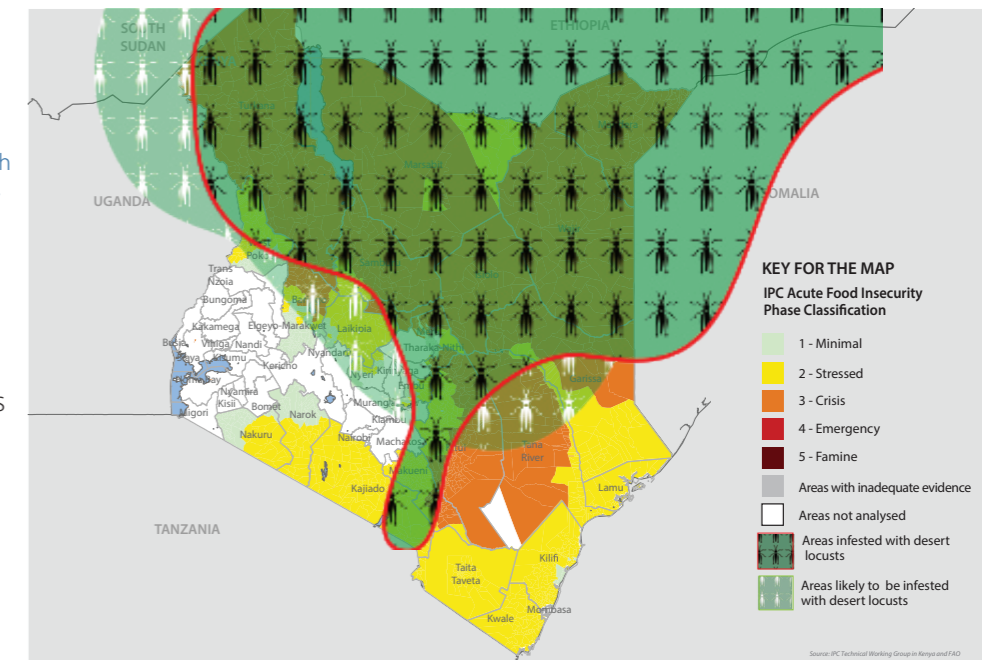 SOUTH
SUDAN
ETHIOPIA
h
UGANDA
OMALIA
S
TANZANIA
Turkana
Marsabit
Trans
Nzoia
Bungoma
Kakamega
Elgeyo-Marakwet
Laikipia
Busia
Vihiga
Nandi
Kisumu
Kericho
Tharaka-Nithi
Nyeri
Embu
Nyamira
Kisii
Bomet
Migori
Narok
Murang'a
Kiambu
Nakuru
Nairobi
Machakos
Makueni
Kajiado
Garissa
Tana
River
Lamu
Kilifi
Taita
Taveta
Mombasa
Kwale
KEY FOR THE MAP
IPC Acute Food Insecurity
Phase Classification
1 - Minimal
2 - Stressed
3 - Crisis
4 - Emergency
5 - Famine
Areas with inadequate evidence
Areas not analysed
Areas infested with desert
locusts
Areas likely to be infested
with desert locusts
Source: IPC Technical Working Group in Kenya and FAO